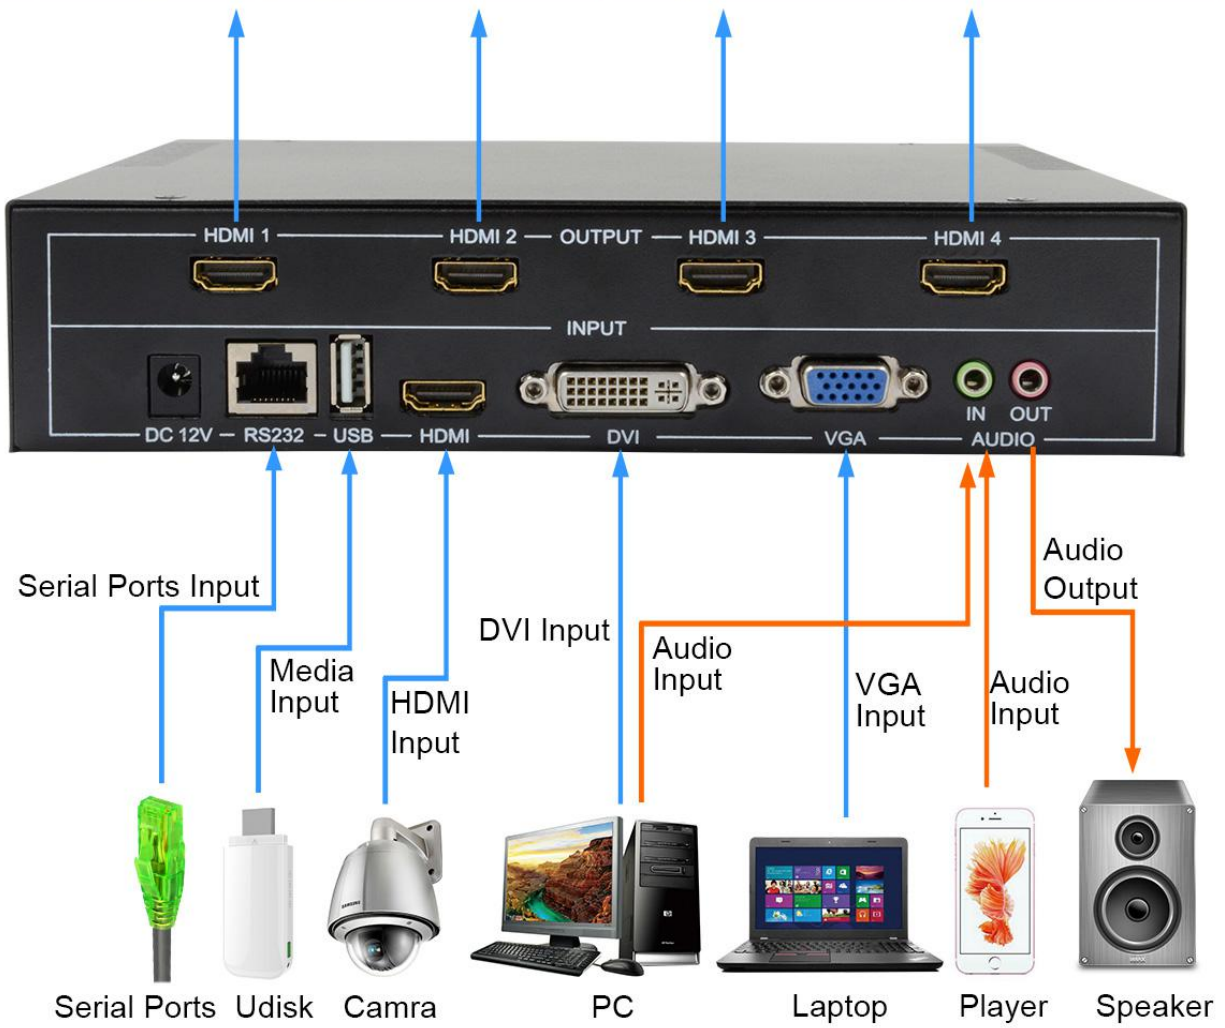 HDMI 1 HDMI 2 OUTPUT HDMI 3 HDMI 4
INPUT
IN OUT
DC 12V RS232 USB HDMI DVI VGA AUDIO
Serial Ports Input
Media
Input
HDMI
Input
DVI Input
Audio
Input
VGA
Input
Audio
Input
Audio
Output
SAMSUNG
hp
Serial Ports Udisk Camra PC Laptop Player Speaker